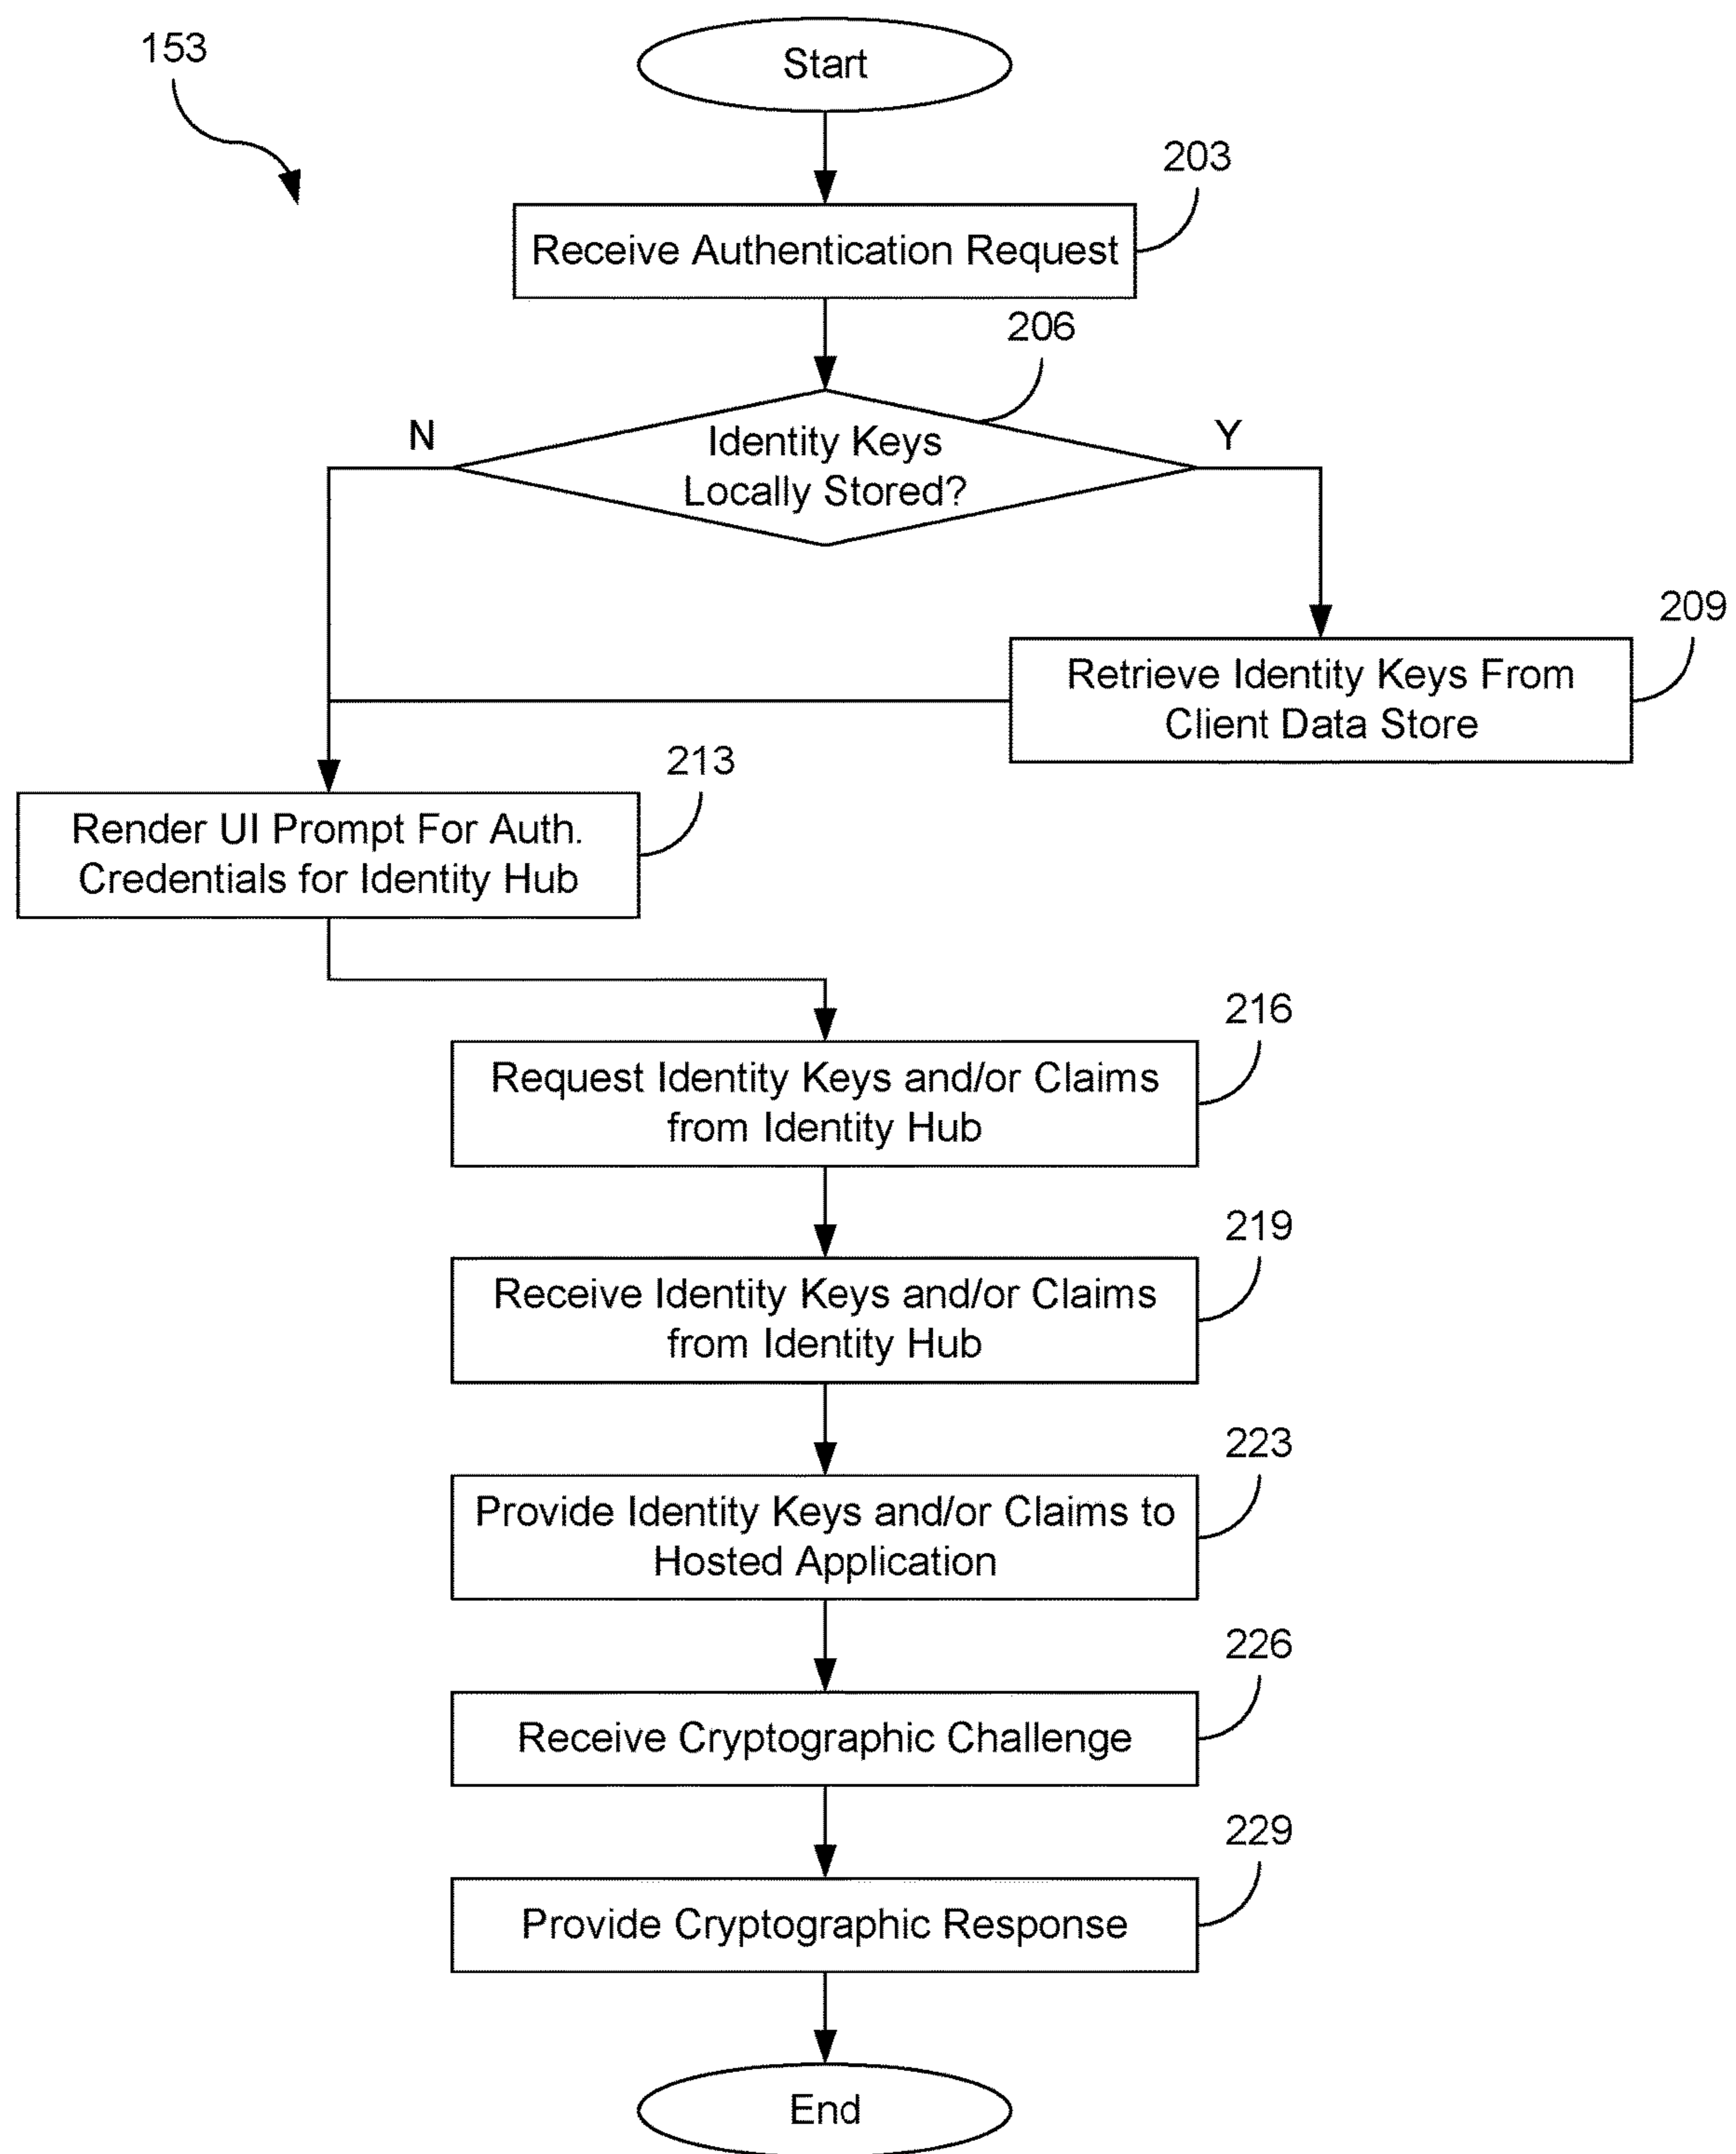 153
Start
203
Receive Authentication Request
206
N
Identity Keys
Locally Stored?
Y
209
Retrieve Identity Keys From
Client Data Store
213
Render UI Prompt For Auth.
Credentials for Identity Hub
216
Request Identity Keys and/or Claims
from Identity Hub
219
Receive Identity Keys and/or Claims
from Identity Hub
223
Provide Identity Keys and/or Claims to
Hosted Application
226
Receive Cryptographic Challenge
229
Provide Cryptographic Response
End